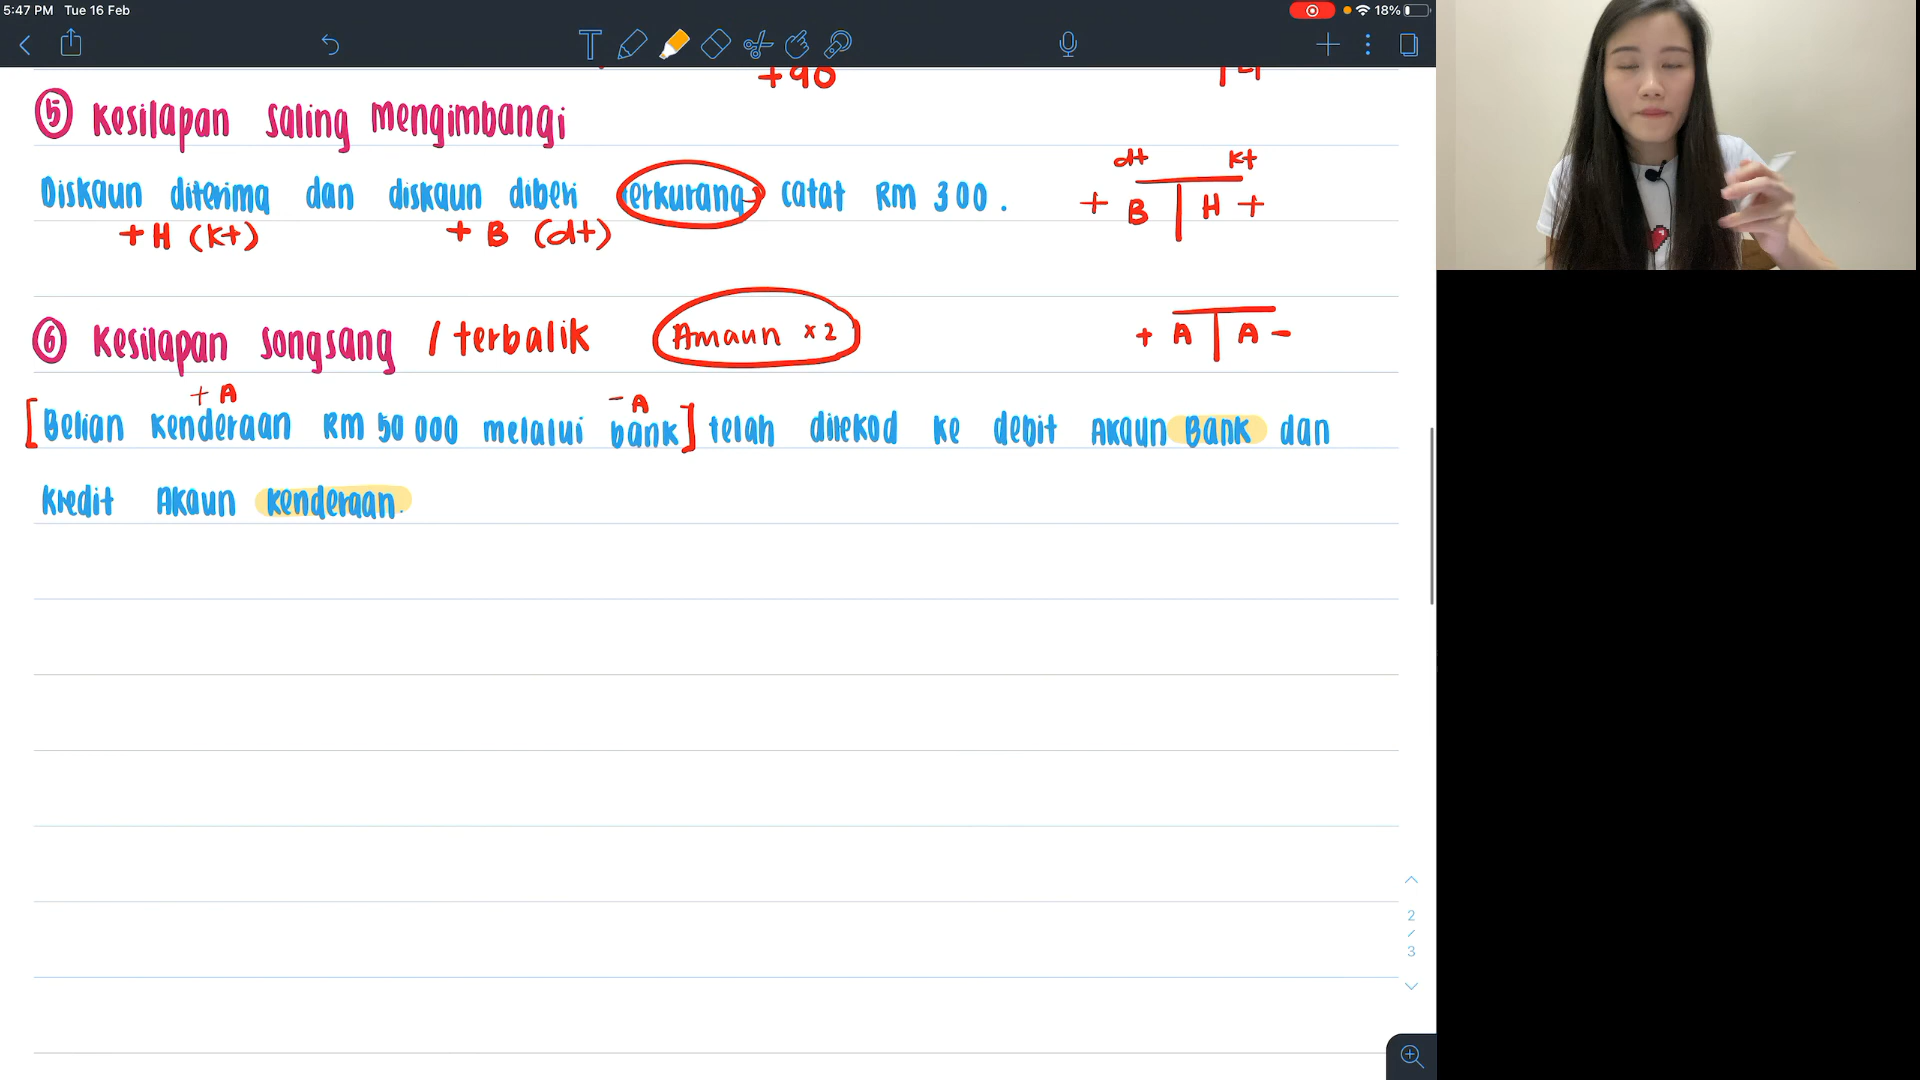 5:47 PM Tue 16 Feb
18%
+90
⑤ Kesilapan saling mengimbangi
dt kt
Diskaun diterima dan diskaun diberi terkurang catat RM 300.
+ B H +
+ H (kt) + B (dt)
⑥ Kesilapan songsang / terbalik Amaun ×2
+ A A -
+ A - A
[Belian kenderaan RM 50 000 melalui bank] telah direkod ke debit Akaun Bank dan
kredit Akaun kenderaan.
2
/
3